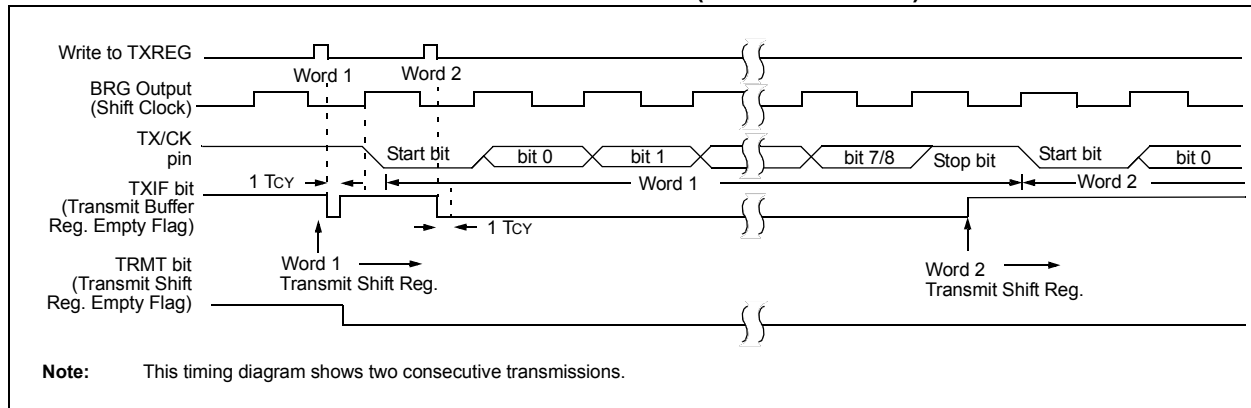 Write to TXREG
Word 1
Word 2
BRG Output
(Shift Clock)
TX/CK
pin
Start bit
bit 0
bit 1
bit 7/8
Stop bit
Start bit
bit 0
1 TCY
Word 1
Word 2
TXIF bit
(Transmit Buffer
Reg. Empty Flag)
1 TCY
Word 1
Transmit Shift Reg.
Word 2
Transmit Shift Reg.
TRMT bit
(Transmit Shift
Reg. Empty Flag)
Note: This timing diagram shows two consecutive transmissions.